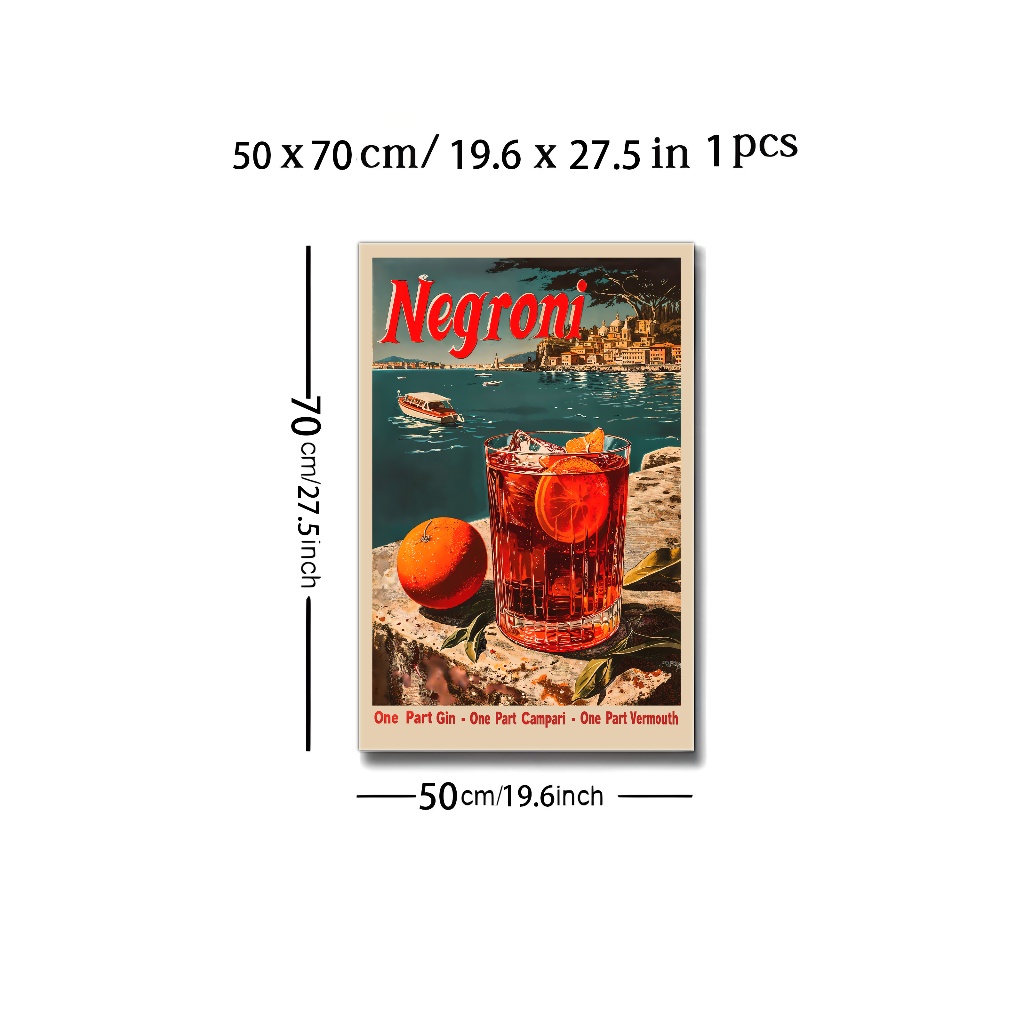 50 x 70 cm/ 19.6 x 27.5 in 1 pcs
Negroni
70cm/27.5inch
One Part Gin - One Part Campari - One Part Vermouth
50cm/19.6inch